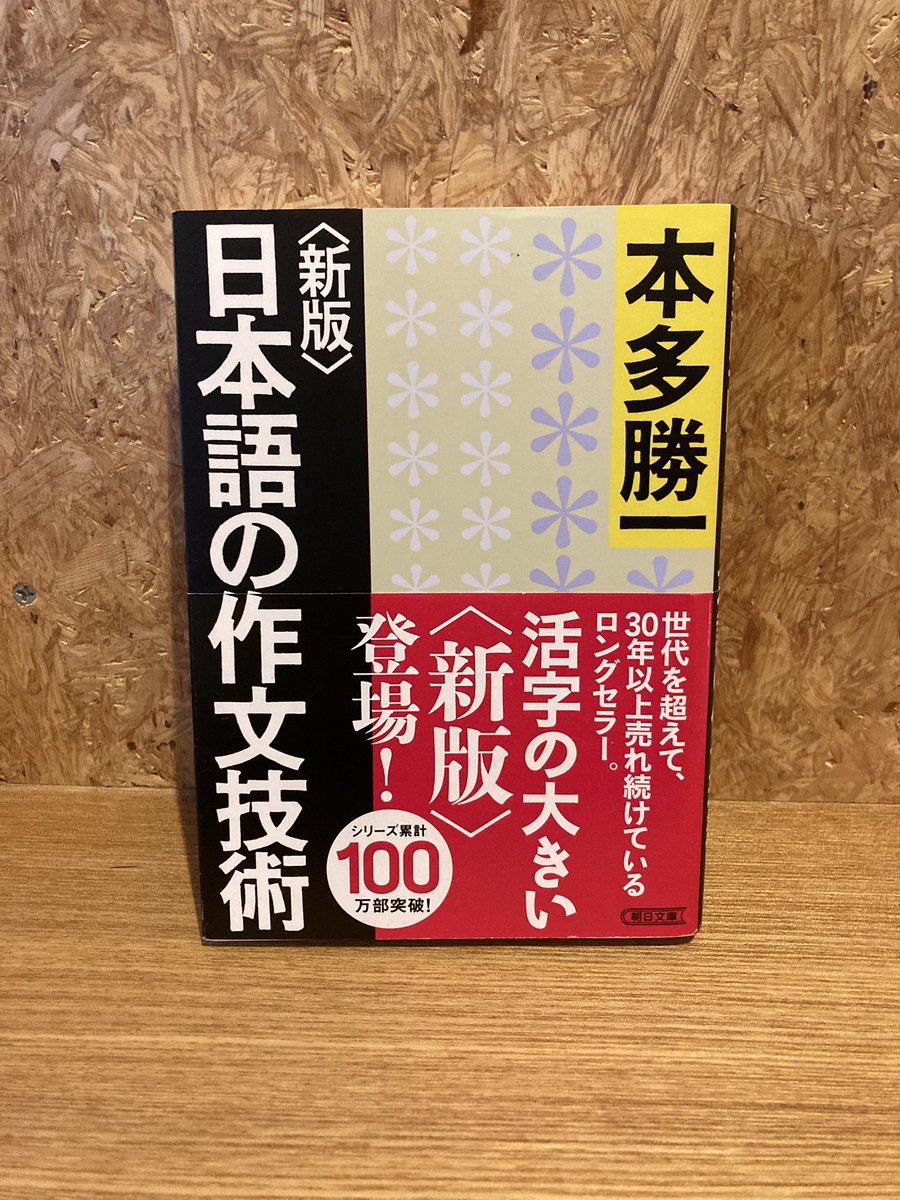 本多勝一
〈新版〉
日本語の作文技術
世代を超えて、
30年以上売れ続けている
ロングセラー。
活字の大きい
〈新版〉
登場！
シリーズ累計
100
万部突破！
朝日文庫